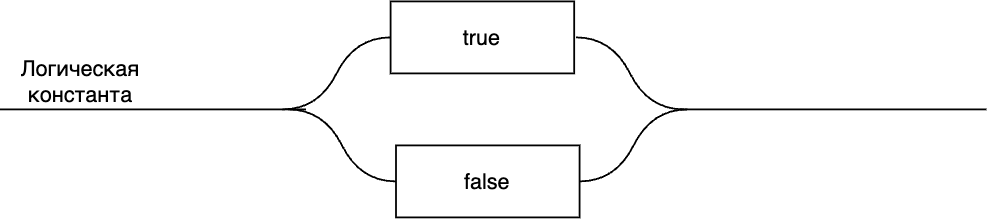 true
Логическая
константа
false